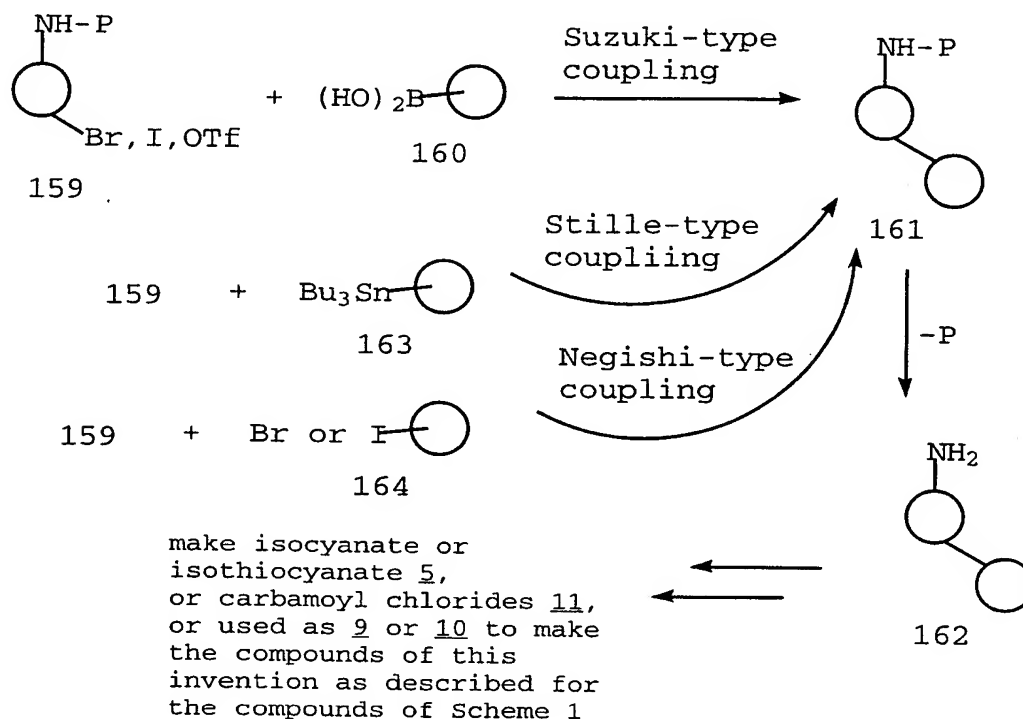 NH-P
Br, I, OTf
159
+
(HO)2B
160
Suzuki-type
coupling
NH-P
161
159 + Bu3Sn
163
Stille-type
coupliing
159 + Br or I
164
Negishi-type
coupling
-P
NH2
162
make isocyanate or
isothiocyanate 5,
or carbamoyl chlorides 11,
or used as 9 or 10 to make
the compounds of this
invention as described for
the compounds of Scheme 1